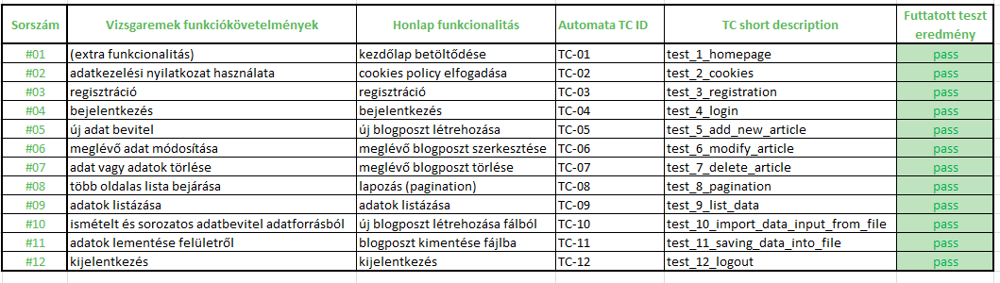 Sorszám Vizsgaremek funkciókövetelmények Honlap funkcionalitás Automata TC ID TC short description Futtatott teszt eredmény
#01 (extra funkcionalitás) kezdőlap betöltődése TC-01 test_1_homepage pass
#02 adatkezelési nyilatkozat használata cookies policy elfogadása TC-02 test_2_cookies pass
#03 regisztráció regisztráció TC-03 test_3_registration pass
#04 bejelentkezés bejelentkezés TC-04 test_4_login pass
#05 új adat bevitel új blogposzt létrehozása TC-05 test_5_add_new_article pass
#06 meglévő adat módosítása meglévő blogposzt szerkesztése TC-06 test_6_modify_article pass
#07 adat vagy adatok törlése meglévő blogposzt törlése TC-07 test_7_delete_article pass
#08 több oldalas lista bejárása lapozás (pagination) TC-08 test_8_pagination pass
#09 adatok listázása adatok listázása TC-09 test_9_list_data pass
#10 ismételt és sorozatos adatbevitel adatforrásból új blogposzt létrehozása fálból TC-10 test_10_import_data_input_from_file pass
#11 adatok lementése felületről blogposzt kimentése fájlba TC-11 test_11_saving_data_into_file pass
#12 kijelentkezés kijelentkezés TC-12 test_12_logout pass